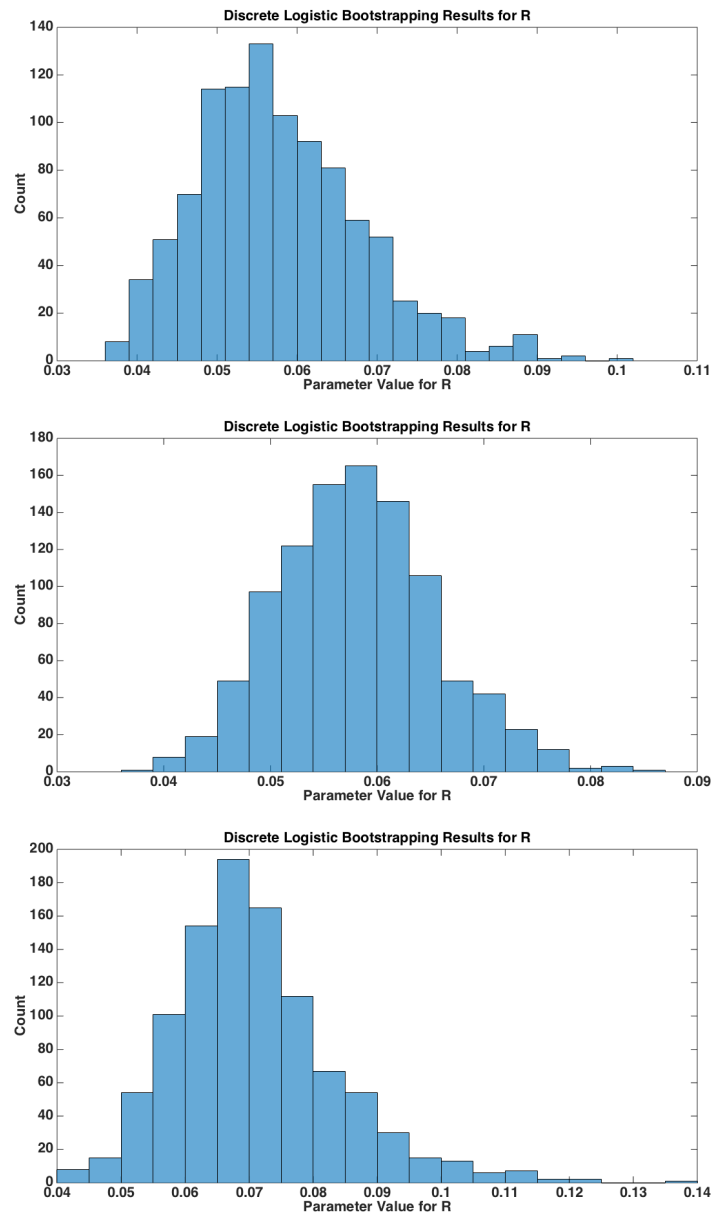 Discrete Logistic Bootstrapping Results for R
140
120
100
80
60
40
20
0
Count
0.03 0.04 0.05 0.06 0.07 0.08 0.09 0.1 0.11
Parameter Value for R
Discrete Logistic Bootstrapping Results for R
180
160
140
120
100
80
60
40
20
0
Count
0.03 0.04 0.05 0.06 0.07 0.08 0.09
Parameter Value for R
Discrete Logistic Bootstrapping Results for R
200
180
160
140
120
100
80
60
40
20
0
Count
0.04 0.05 0.06 0.07 0.08 0.09 0.1 0.11 0.12 0.13 0.14
Parameter Value for R